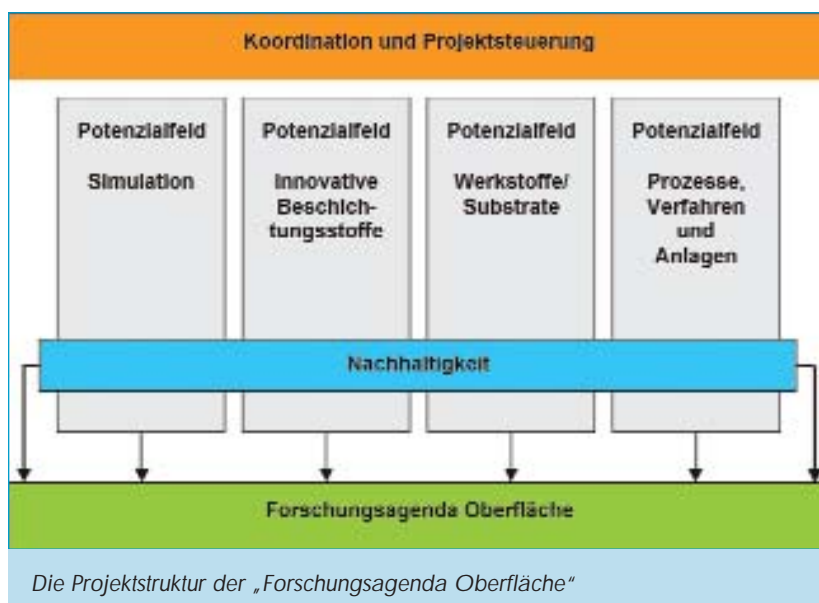 Koordination und Projektsteuerung
Potenzialfeld
Simulation
Potenzialfeld
Innovative
Beschich-
tungsstoffe
Potenzialfeld
Werkstoffe/
Substrate
Potenzialfeld
Prozesse,
Verfahren
und
Anlagen
Nachhaltigkeit
Forschungsagenda Oberfläche
Die Projektstruktur der „Forschungsagenda Oberfläche“